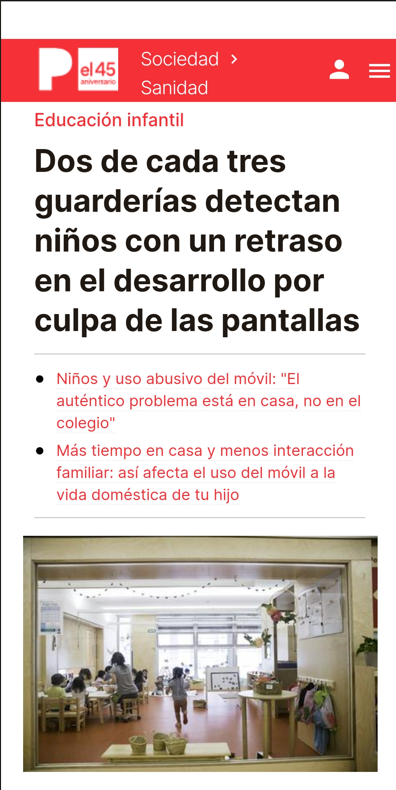 P el 45
aniversario
Sociedad >
Sanidad
Educación infantil
Dos de cada tres
guarderías detectan
niños con un retraso
en el desarrollo por
culpa de las pantallas
Niños y uso abusivo del móvil: "El
auténtico problema está en casa, no en el
colegio"
Más tiempo en casa y menos interacción
familiar: así afecta el uso del móvil a la
vida doméstica de tu hijo